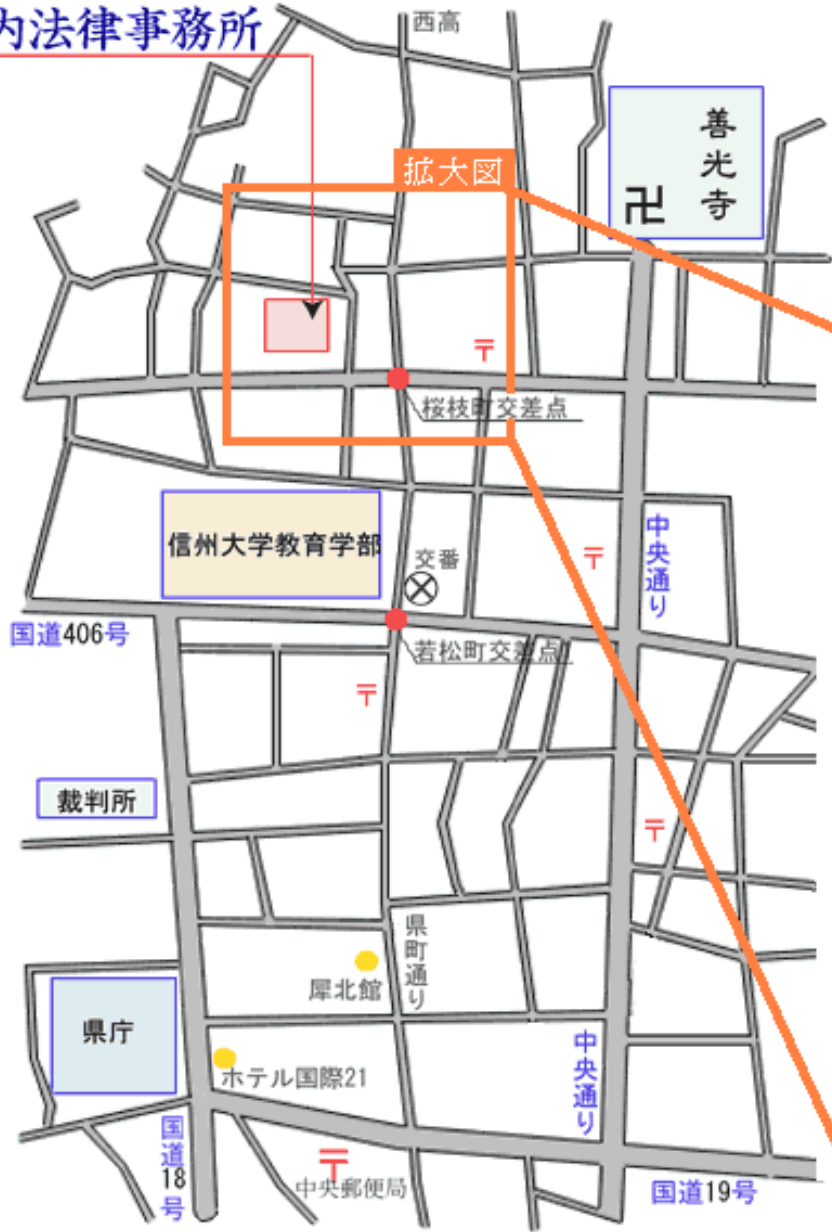 内法律事務所
西高
拡大図
善光寺
卍
〒
桜枝町交差点
信州大学教育学部
交番
〒
中央通り
国道406号
若松町交差点
〒
裁判所
〒
県町通り
犀北館
県庁
ホテル国際21
中央通り
国道18号
〒
中央郵便局
国道19号